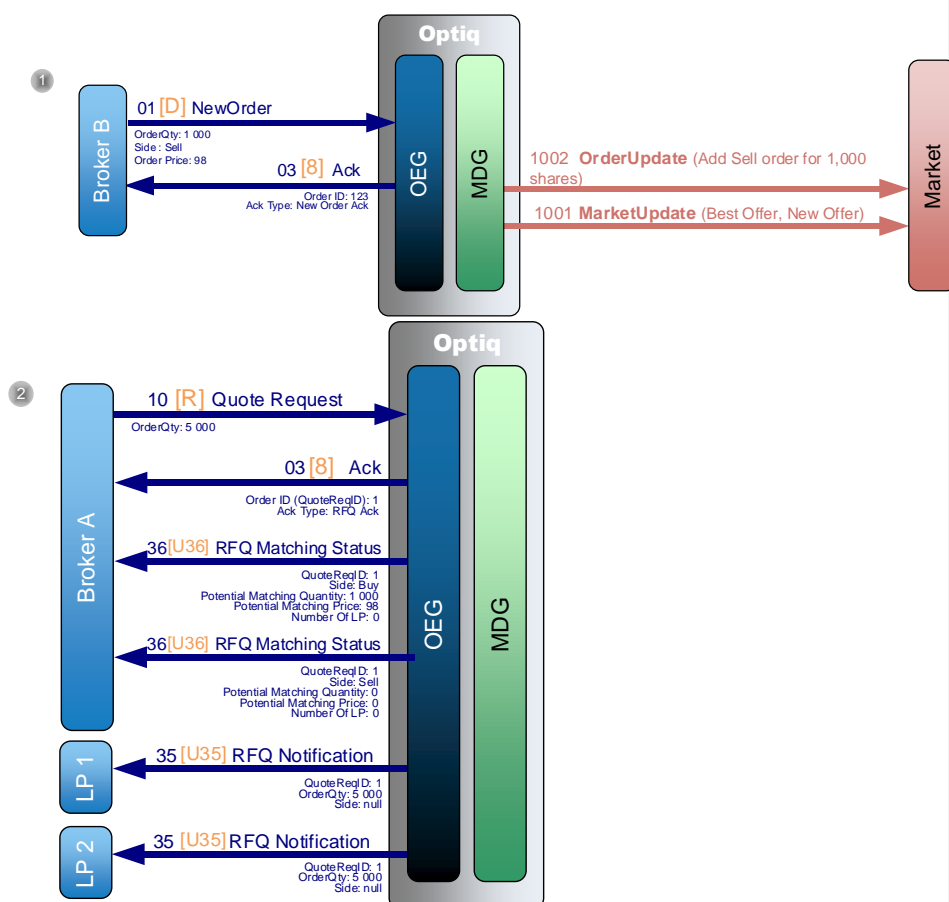 Optiq
1
Broker B
01 [D] NewOrder
OrderQty: 1 000
Side : Sell
Order Price: 98
03 [8] Ack
Order ID: 123
Ack Type: New Order Ack
OEG
MDG
1002 OrderUpdate (Add Sell order for 1,000
shares)
1001 MarketUpdate (Best Offer, New Offer)
Market
Optiq
2
Broker A
10 [R] Quote Request
OrderQty: 5 000
03 [8] Ack
Order ID (QuoteReqID): 1
Ack Type: RFQ Ack
36[U36] RFQ Matching Status
QuoteReqID: 1
Side: Buy
Potential Matching Quantity: 1 000
Potential Matching Price: 98
Number Of LP: 0
36[U36] RFQ Matching Status
QuoteReqID: 1
Side: Sell
Potential Matching Quantity: 0
Potential Matching Price: 0
Number Of LP: 0
OEG
MDG
LP 1
35 [U35] RFQ Notification
QuoteReqID: 1
OrderQty: 5 000
Side: null
LP 2
35 [U35] RFQ Notification
QuoteReqID: 1
OrderQty: 5 000
Side: null